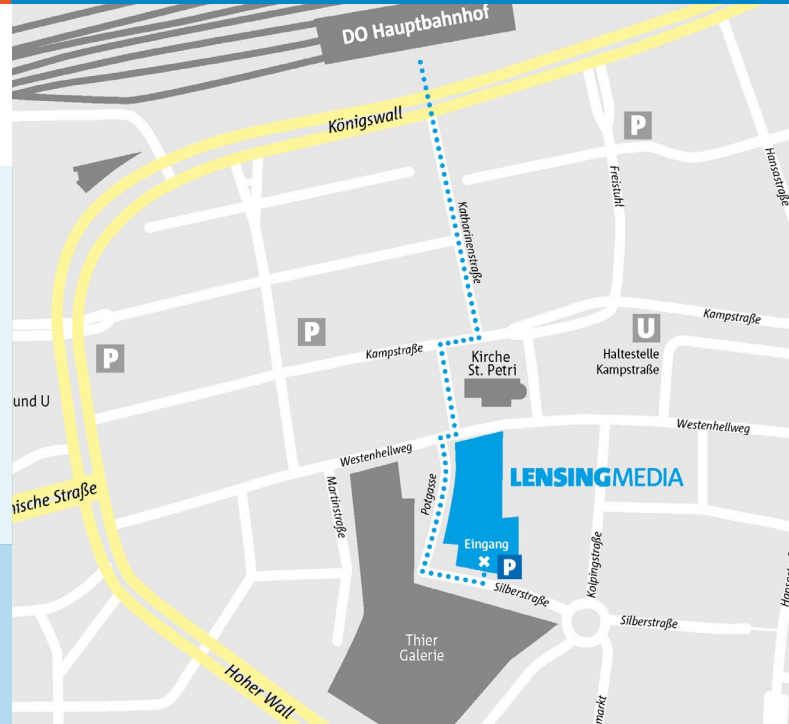 DO Hauptbahnhof
Königswall
P
Hansastraße
Freistuhl
Katharinenstraße
Kampstraße
U
Haltestelle
Kampstraße
P
P
Kampstraße
Kirche
St. Petri
und U
Westenhellweg
Westenhellweg
LENSINGMEDIA
Martinstraße
Potgasse
nische Straße
Eingang
P
Kolpingstraße
Silberstraße
Silberstraße
Thier
Galerie
Hoher Wall
markt